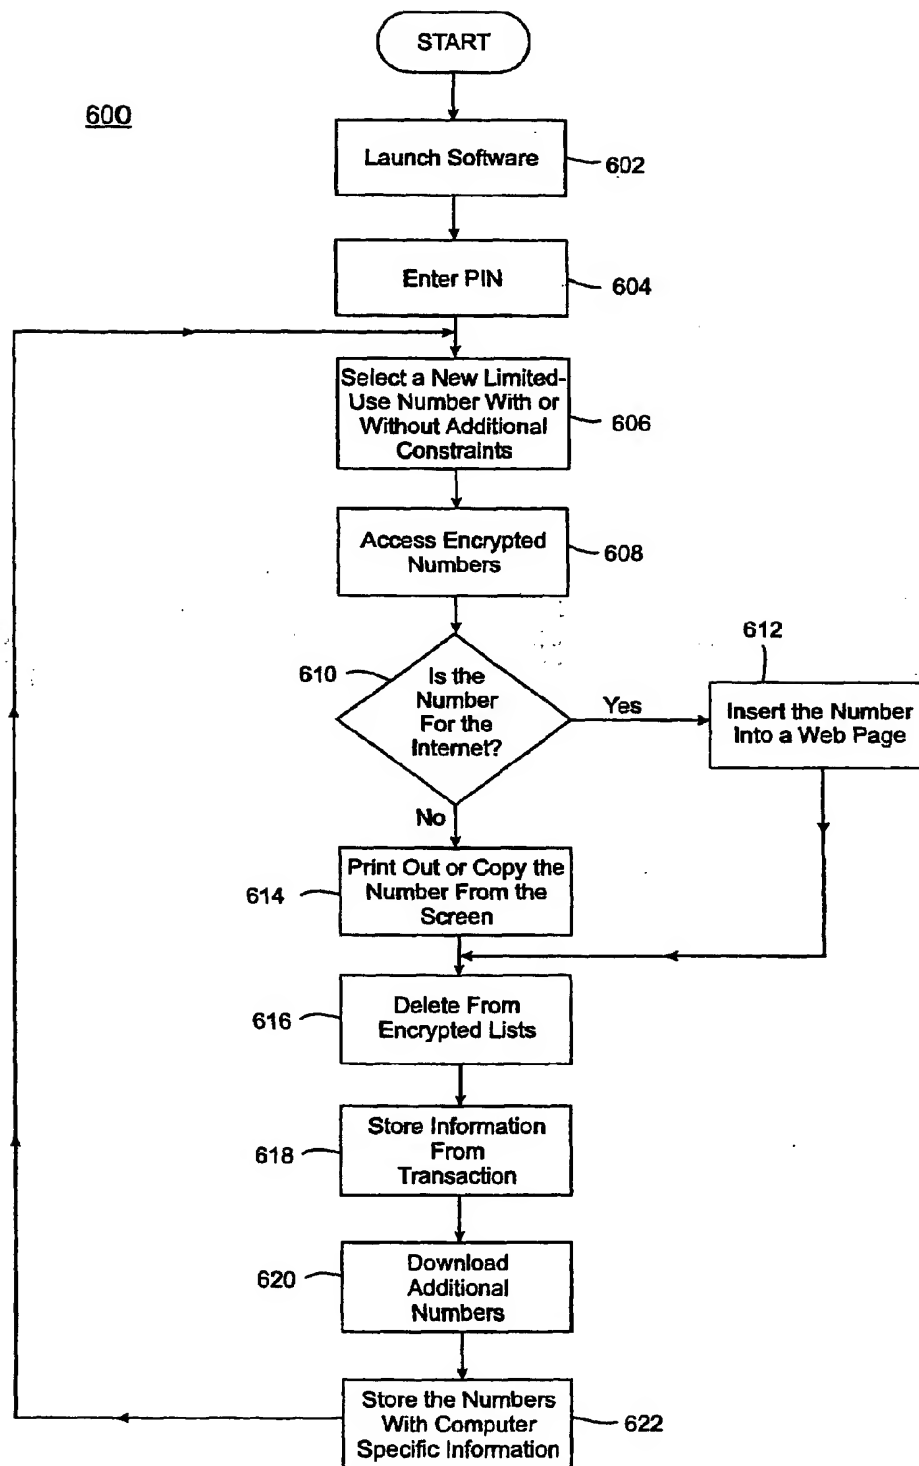 START
600
Launch Software
602
Enter PIN
604
Select a New Limited-
Use Number With or
Without Additional
Constraints
606
Access Encrypted
Numbers
608
610
Is the
Number
For the
Internet?
Yes
612
Insert the Number
Into a Web Page
No
614
Print Out or Copy the
Number From the
Screen
616
Delete From
Encrypted Lists
618
Store Information
From
Transaction
620
Download
Additional
Numbers
Store the Numbers
With Computer
Specific Information
622